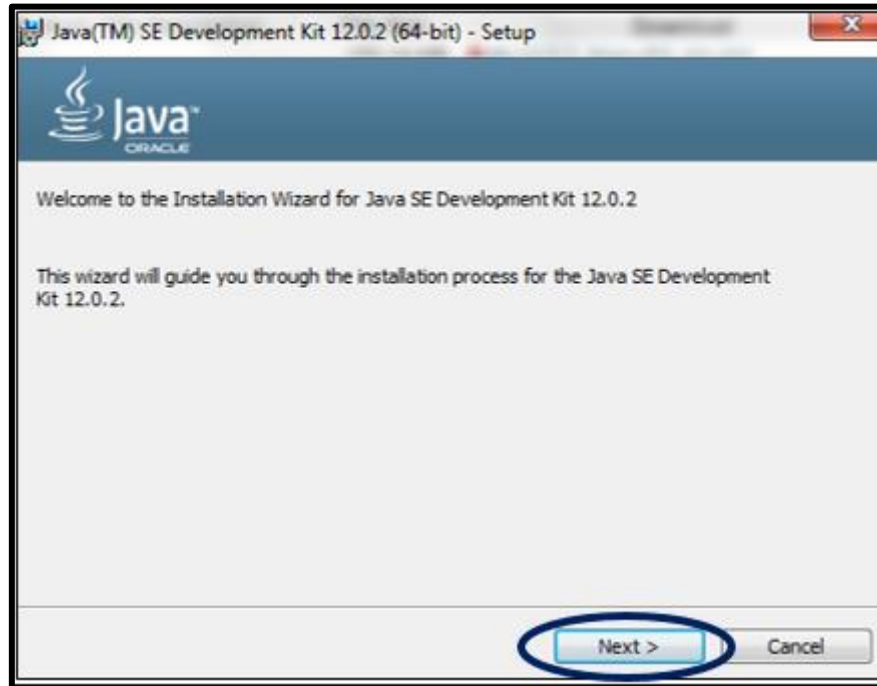 Java(TM) SE Development Kit 12.0.2 (64-bit) - Setup
Java™
ORACLE
Welcome to the Installation Wizard for Java SE Development Kit 12.0.2
This wizard will guide you through the installation process for the Java SE Development
Kit 12.0.2.
Next >
Cancel